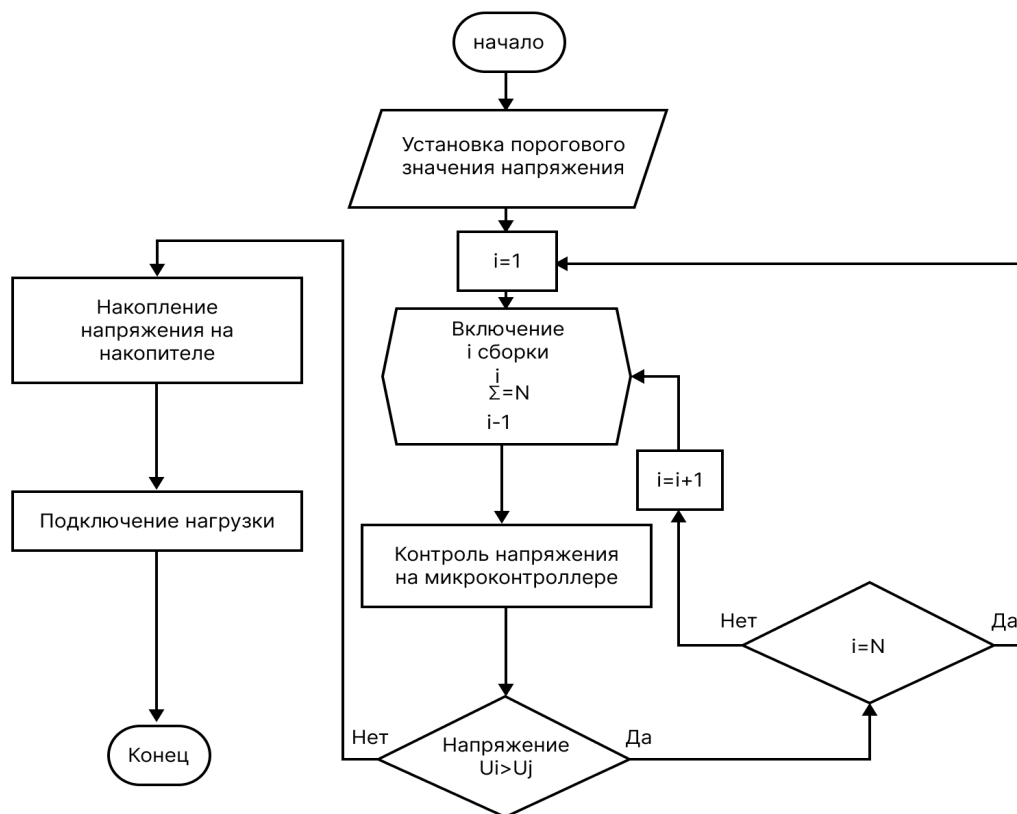 начало
Установка порогового
значения напряжения
i=1
Включение
i сборки
i
Σ=N
i-1
i=i+1
Накопление
напряжения на
накопителе
Подключение нагрузки
Контроль напряжения
на микроконтроллере
Нет
i=N
Да
Нет
Напряжение
Ui>Uj
Да
Конец